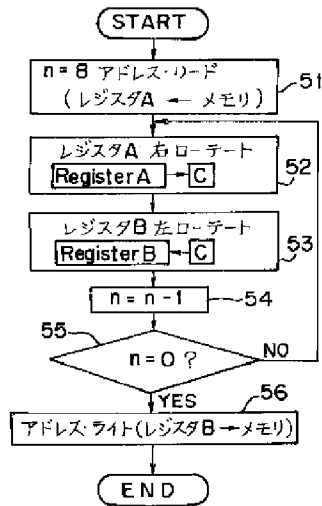 START
n=8 アドレス・リード
(レジスタA ← メモリ)
51
レジスタA 右ローテート
Register A → C
52
レジスタB 左ローテート
Register B ← C
53
n = n-1
54
55
n=0?
NO
YES
56
アドレス・ライト(レジスタB→メモリ)
END